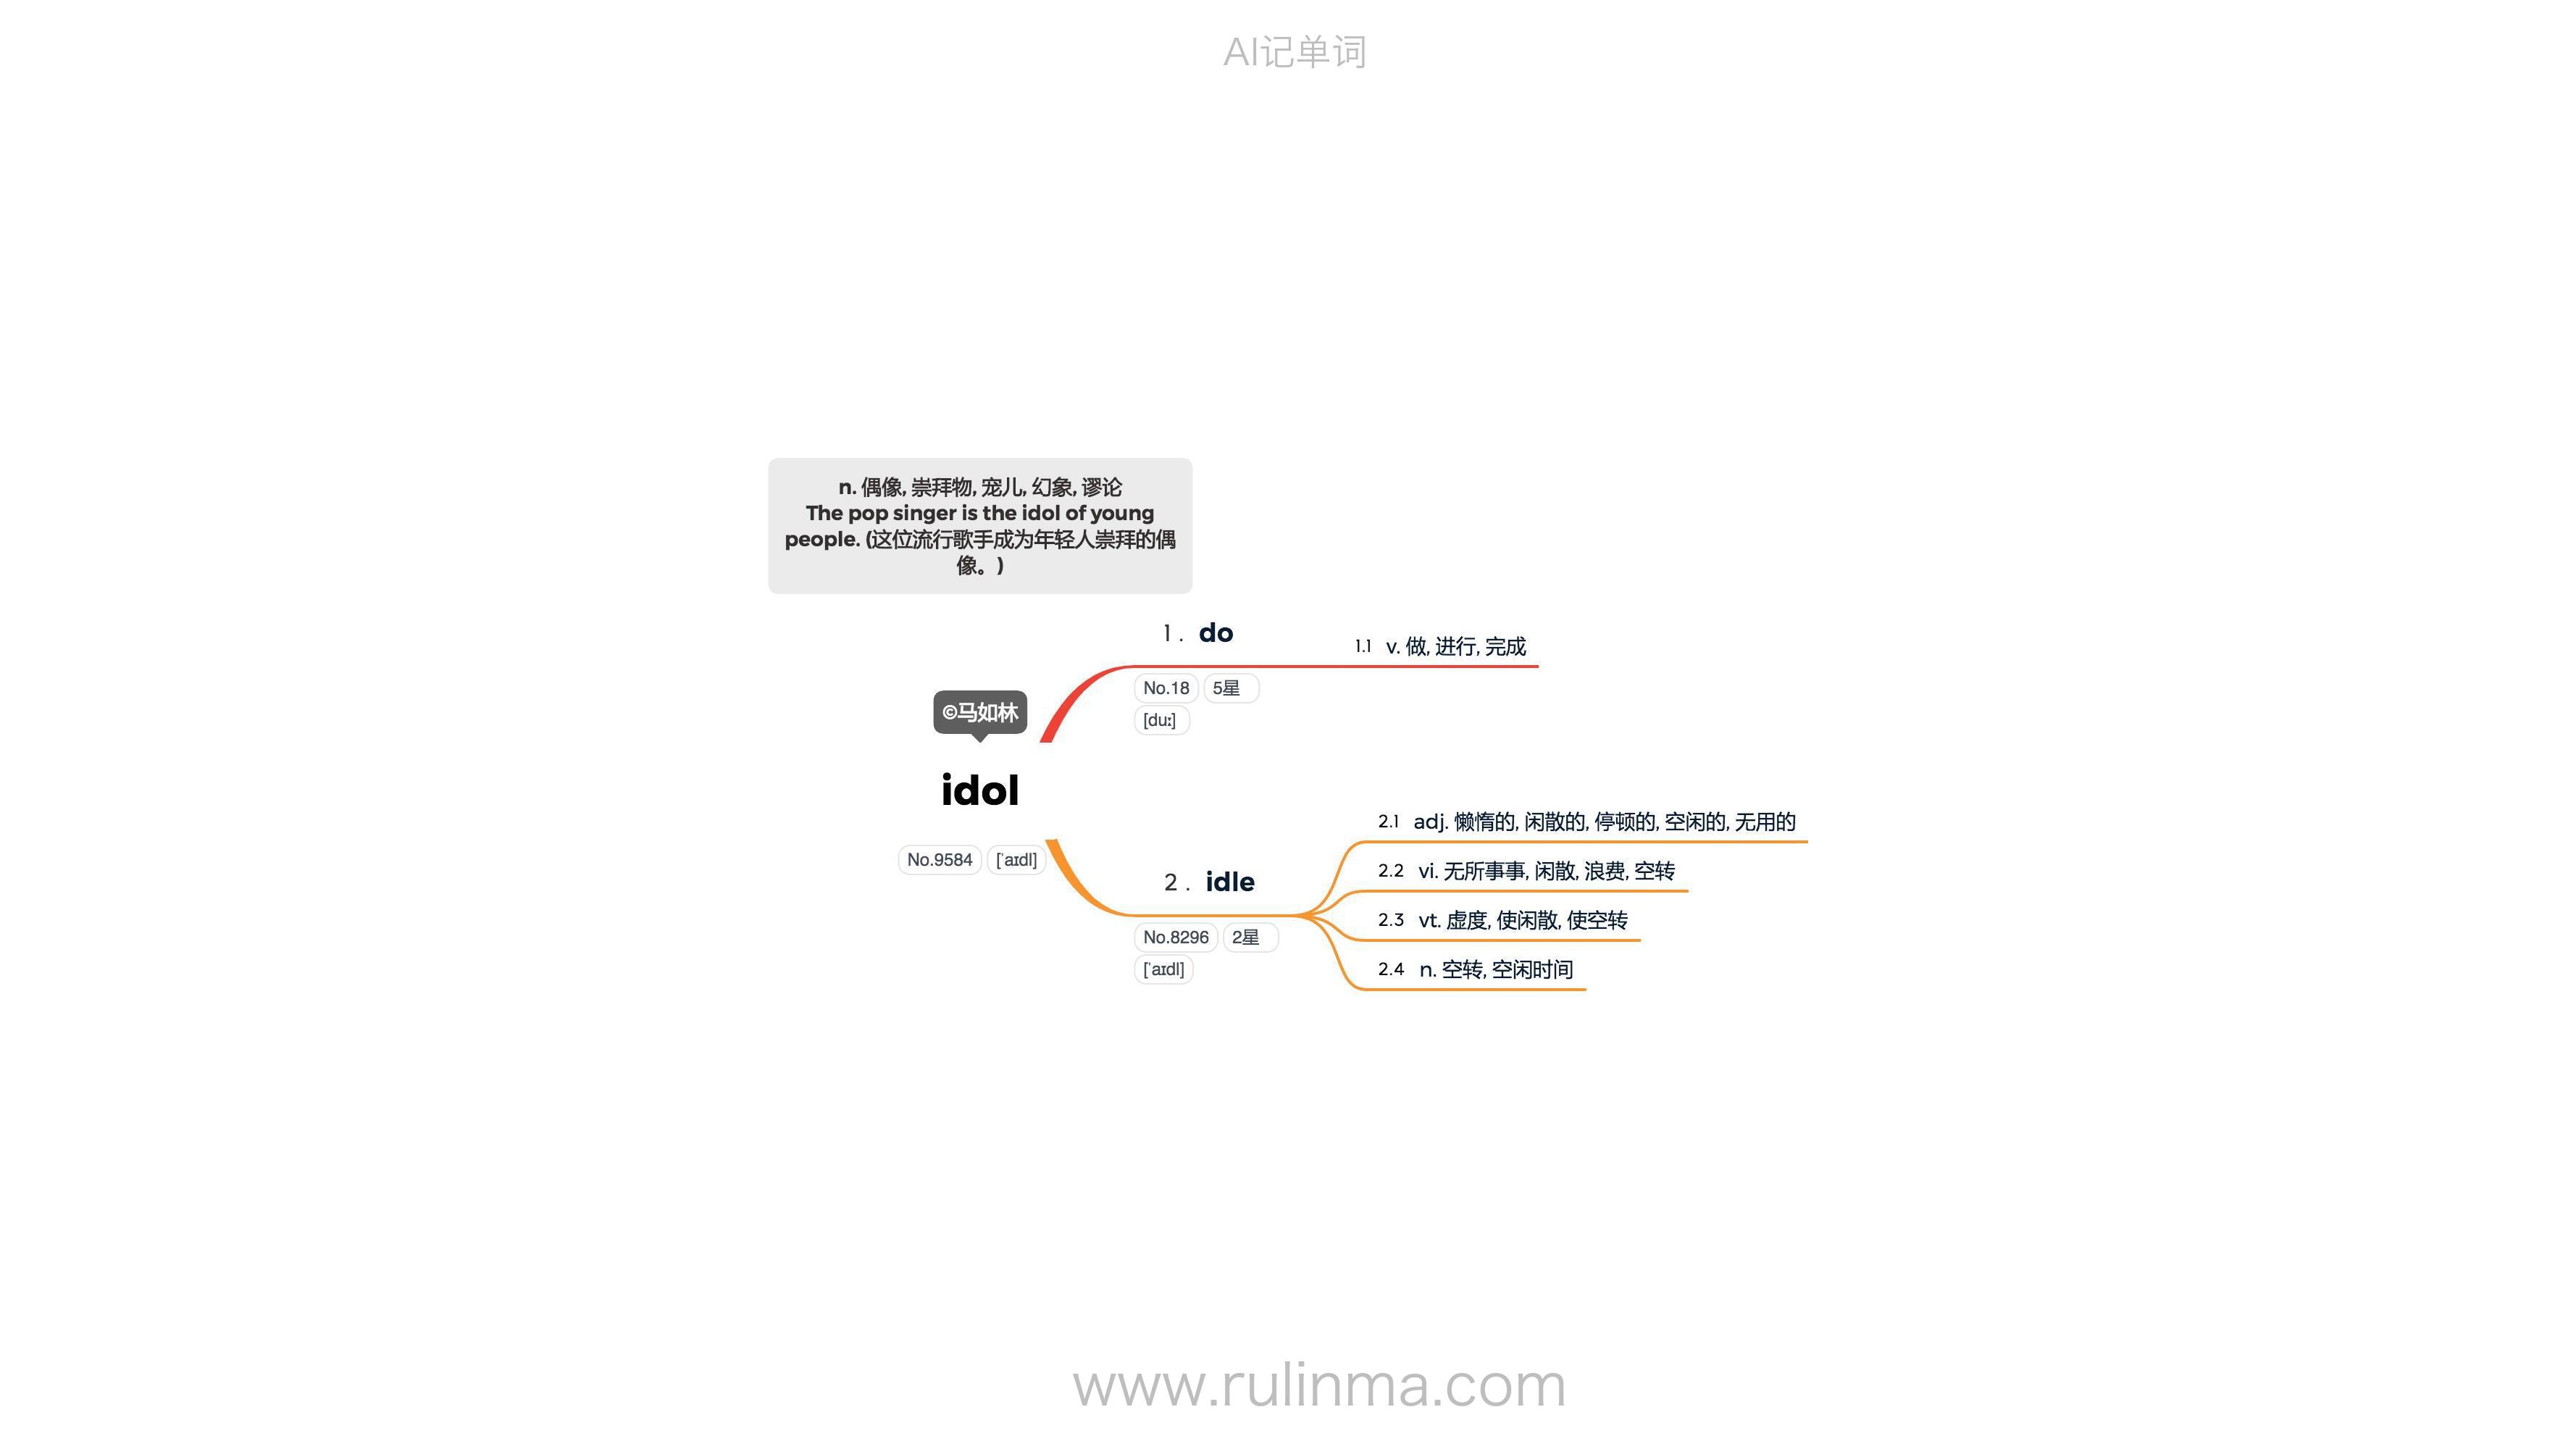 AI记单词
n. 偶像, 崇拜物, 宠儿, 幻象, 谬论
The pop singer is the idol of young
people. (这位流行歌手成为年轻人崇拜的偶
像。)
©马如林
idol
No.9584 [ˈaɪdl]
1. do
No.18 5星
[duː]
1.1 v. 做, 进行, 完成
2. idle
No.8296 2星
[ˈaɪdl]
2.1 adj. 懒惰的, 闲散的, 停顿的, 空闲的, 无用的
2.2 vi. 无所事事, 闲散, 浪费, 空转
2.3 vt. 虚度, 使闲散, 使空转
2.4 n. 空转, 空闲时间
www.rulinma.com